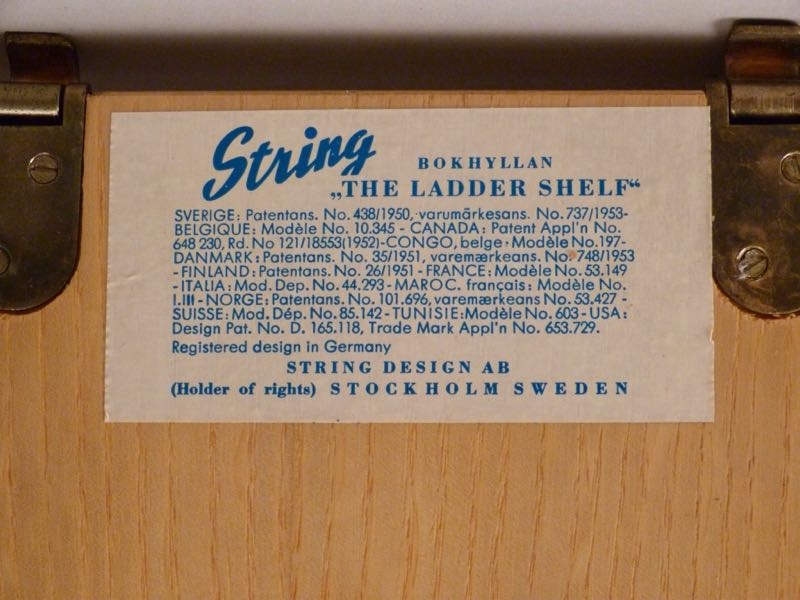 String BOKHYLLAN
„THE LADDER SHELF“
SVERIGE: Patentans. No. 438/1950, varumärkesans. No. 737/1953-
BELGIQUE: Modèle No. 10.345 - CANADA: Patent Appl'n No.
648 230, Rd. No 121/18553(1952)-CONGO, belge· Modèle No.197-
DANMARK: Patentans. No. 35/1951, varemærkeans. No. 748/1953
- FINLAND: Patentans. No. 26/1951 - FRANCE: Modèle No. 53.149
- ITALIA: Mod. Dep. No. 44.293 - MAROC. français: Modèle No.
I.III - NORGE: Patentans. No. 101.696, varemærkeans No. 53.427 -
SUISSE: Mod. Dép. No. 85.142 - TUNISIE: Modèle No. 603 - USA:
Design Pat. No. D. 165.118, Trade Mark Appl'n No. 653.729.
Registered design in Germany
STRING DESIGN AB
(Holder of rights) STOCKHOLM SWEDEN